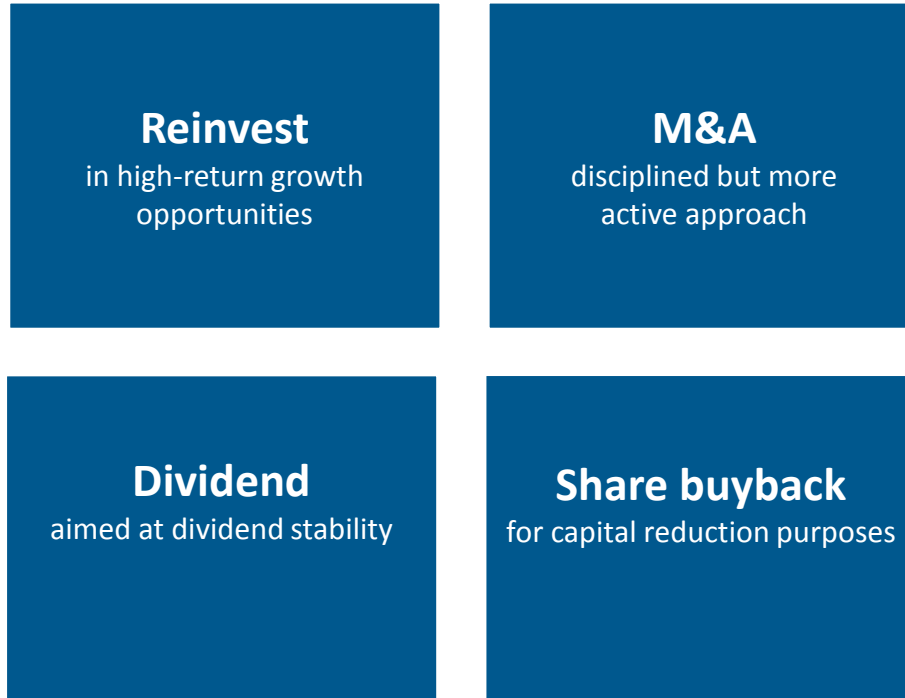 Reinvest
in high-return growth
opportunities
M&A
disciplined but more
active approach
Dividend
aimed at dividend stability
Share buyback
for capital reduction purposes